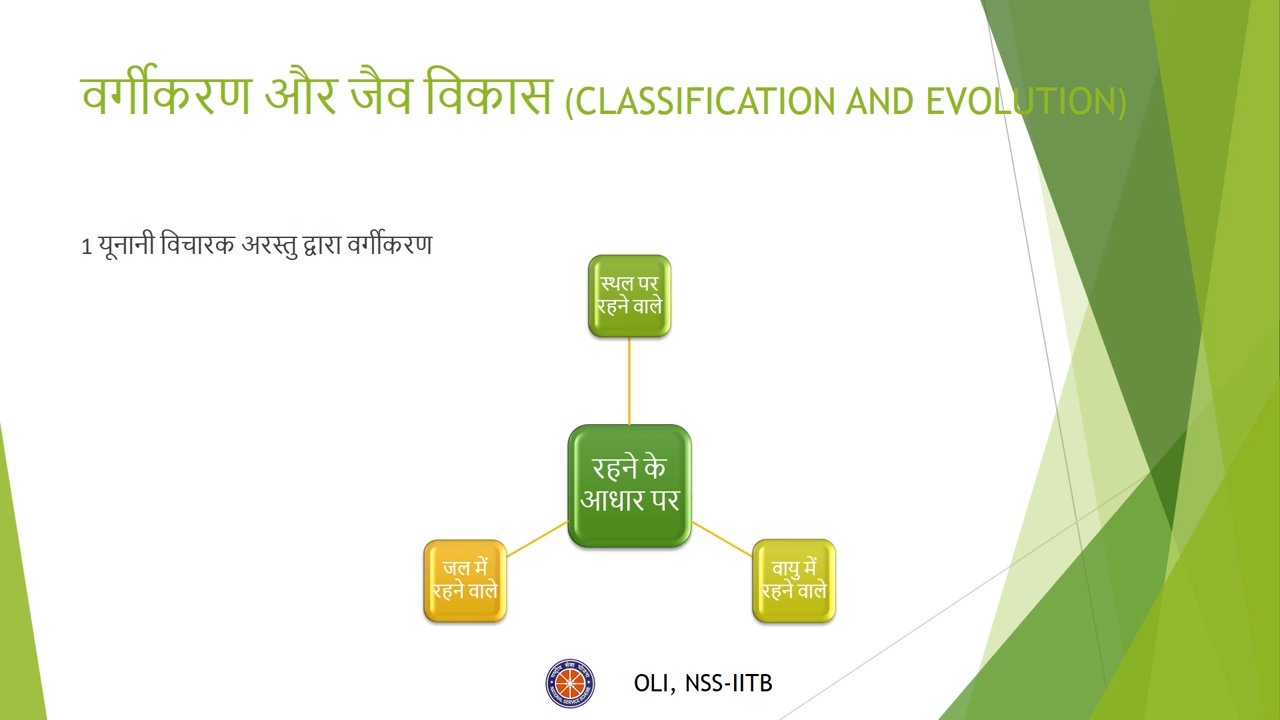 वर्गीकरण और जैव विकास (CLASSIFICATION AND EVOLUTION)
1 यूनानी विचारक अरस्तु द्वारा वर्गीकरण
स्थल पर
रहने वाले
रहने के
आधार पर
जल में
रहने वाले
वायु में
रहने वाले
OLI, NSS-IITB